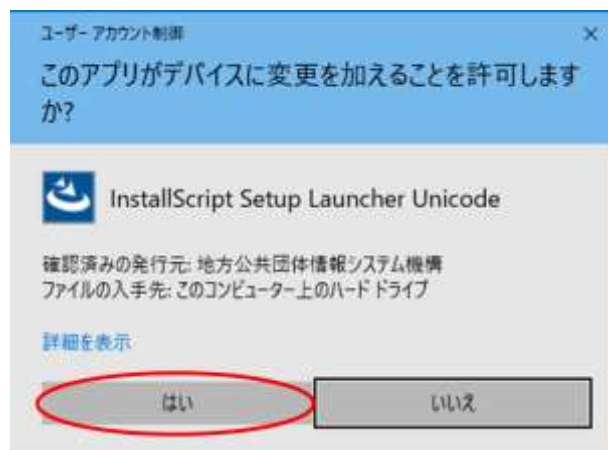 ユーザー アカウント制御
このアプリがデバイスに変更を加えることを許可します
か?
InstallScript Setup Launcher Unicode
確認済みの発行元: 地方公共団体情報システム機構
ファイルの入手先: このコンピューター上のハード ドライブ
詳細を表示
はい
いいえ